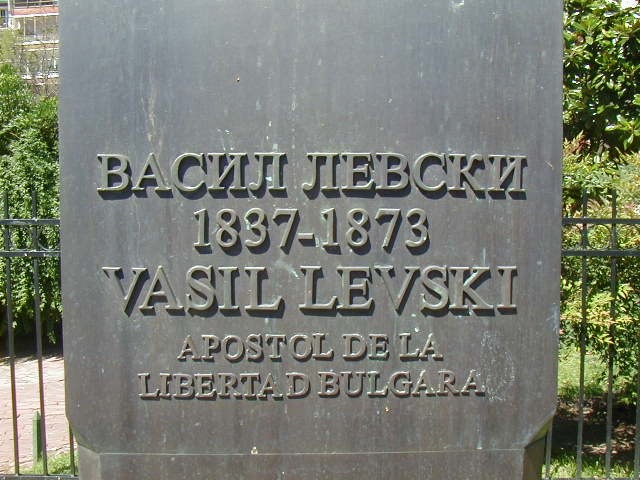 ВАСИЛ ЛЕВСКИ
1837-1873
VASIL LEVSKI
APOSTOL DE LA
LIBERTAD BULGARA